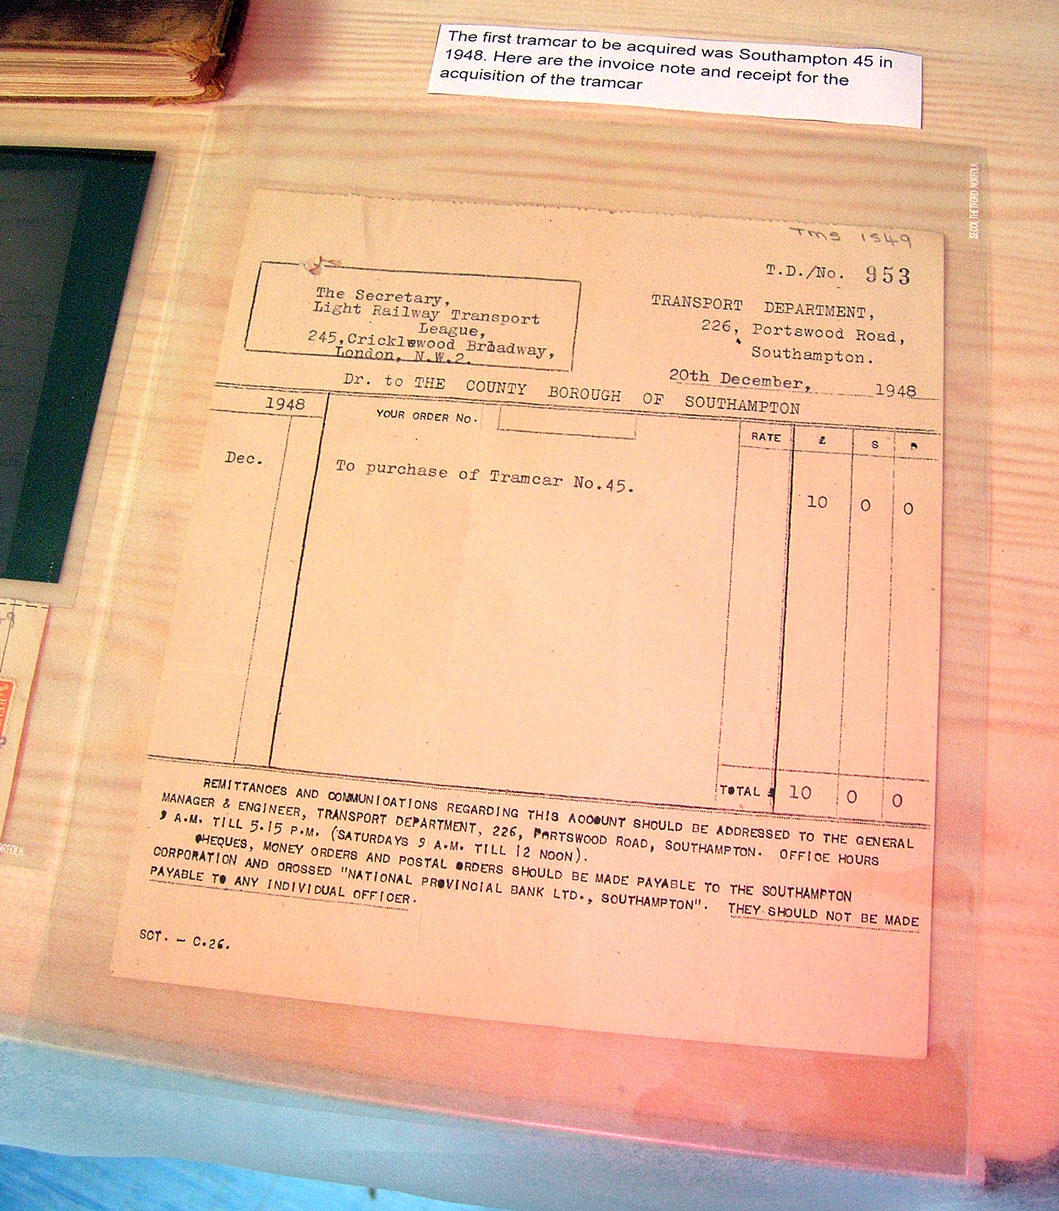 The first tramcar to be acquired was Southampton 45 in
1948. Here are the invoice note and receipt for the
acquisition of the tramcar
SECOL THETFORD NORFOLK
TMS 1549
T.D./No. 953
The Secretary,
Light Railway Transport
League,
245, Cricklewood Broadway,
London, N.W.2.
TRANSPORT DEPARTMENT,
226, Portswood Road,
Southampton.
20th December, 1948
Dr. to THE COUNTY BOROUGH OF SOUTHAMPTON
1948 YOUR ORDER No. RATE £ S D
Dec. To purchase of Tramcar No.45. 10 0 0
TOTAL £ 10 0 0
REMITTANCES AND COMMUNICATIONS REGARDING THIS ACCOUNT SHOULD BE ADDRESSED TO THE GENERAL
MANAGER & ENGINEER, TRANSPORT DEPARTMENT, 226, PORTSWOOD ROAD, SOUTHAMPTON. OFFICE HOURS
9 A.M. TILL 5.15 P.M. (SATURDAYS 9 A.M. TILL 12 NOON).
CHEQUES, MONEY ORDERS AND POSTAL ORDERS SHOULD BE MADE PAYABLE TO THE SOUTHAMPTON
CORPORATION AND CROSSED "NATIONAL PROVINCIAL BANK LTD., SOUTHAMPTON". THEY SHOULD NOT BE MADE
PAYABLE TO ANY INDIVIDUAL OFFICER.
SCT. - C.26.